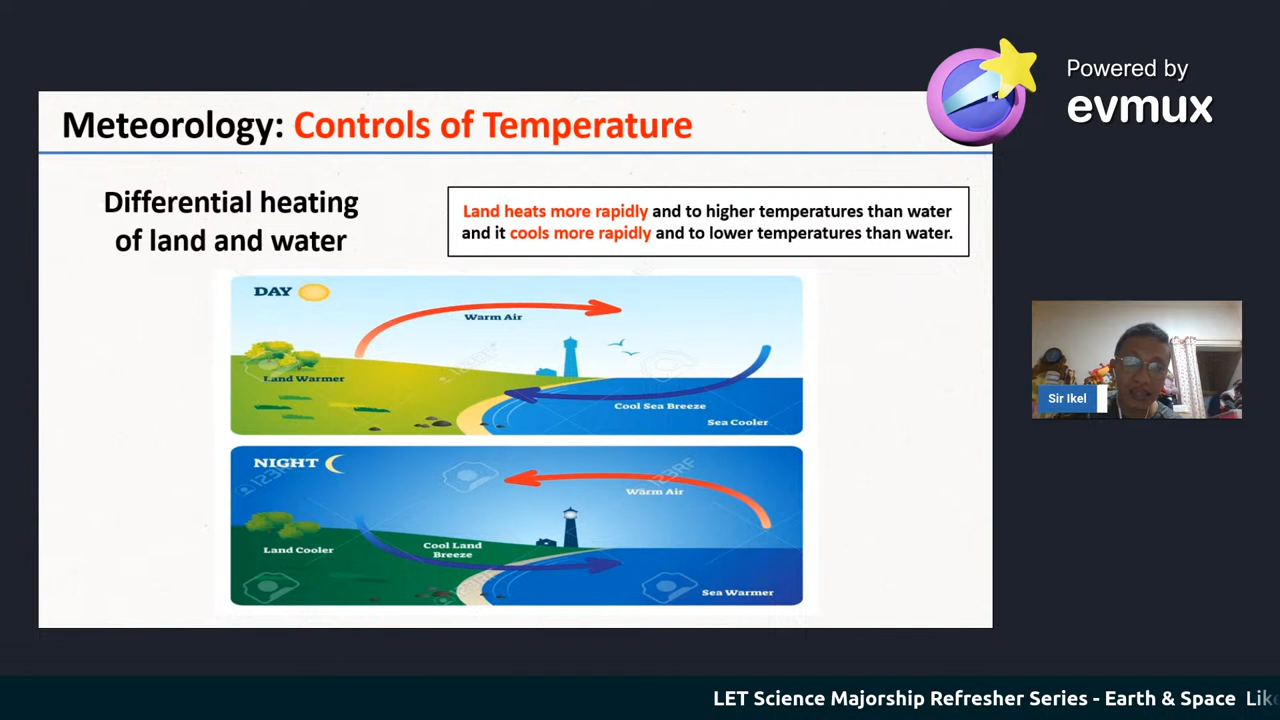 Powered by
evmux
Meteorology: Controls of Temperature
Differential heating
of land and water
Land heats more rapidly and to higher temperatures than water
and it cools more rapidly and to lower temperatures than water.
DAY
Warm Air
Land Warmer
Cool Sea Breeze
Sea Cooler
NIGHT
123RF
Warm Air
Land Cooler
Cool Land
Breeze
Sea Warmer
Sir Ikel
LET Science Majorship Refresher Series - Earth & Space Like